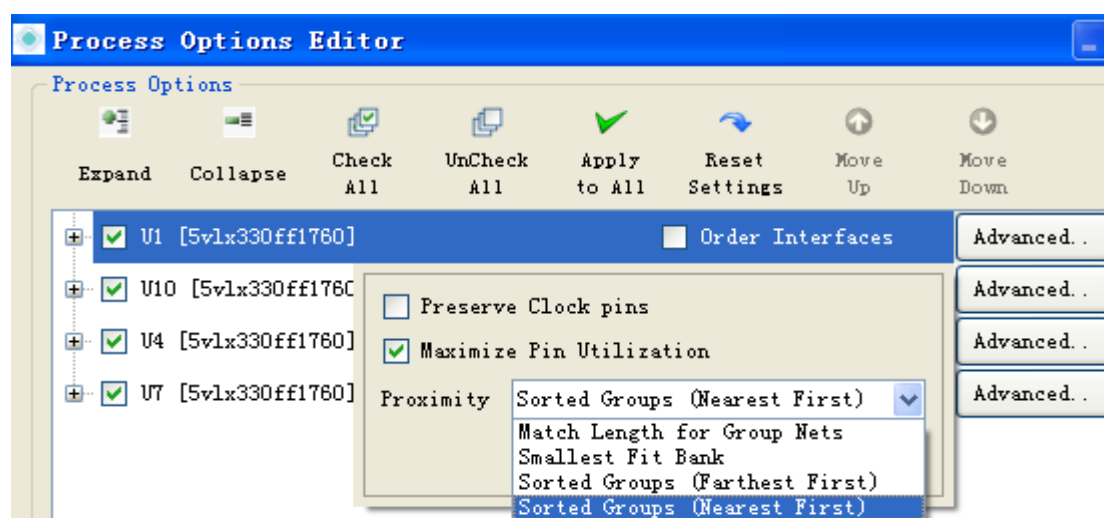 Process Options Editor
Process Options
Expand Collapse Check All UnCheck All Apply to All Reset Settings Move Up Move Down
U1 [5vlx330ff1760] Order Interfaces Advanced..
U10 [5vlx330ff1760 Advanced..
Preserve Clock pins
U4 [5vlx330ff1760] Advanced..
Maximize Pin Utilization
U7 [5vlx330ff1760] Advanced..
Proximity Sorted Groups (Nearest First)
Match Length for Group Nets
Smallest Fit Bank
Sorted Groups (Farthest First)
Sorted Groups (Nearest First)